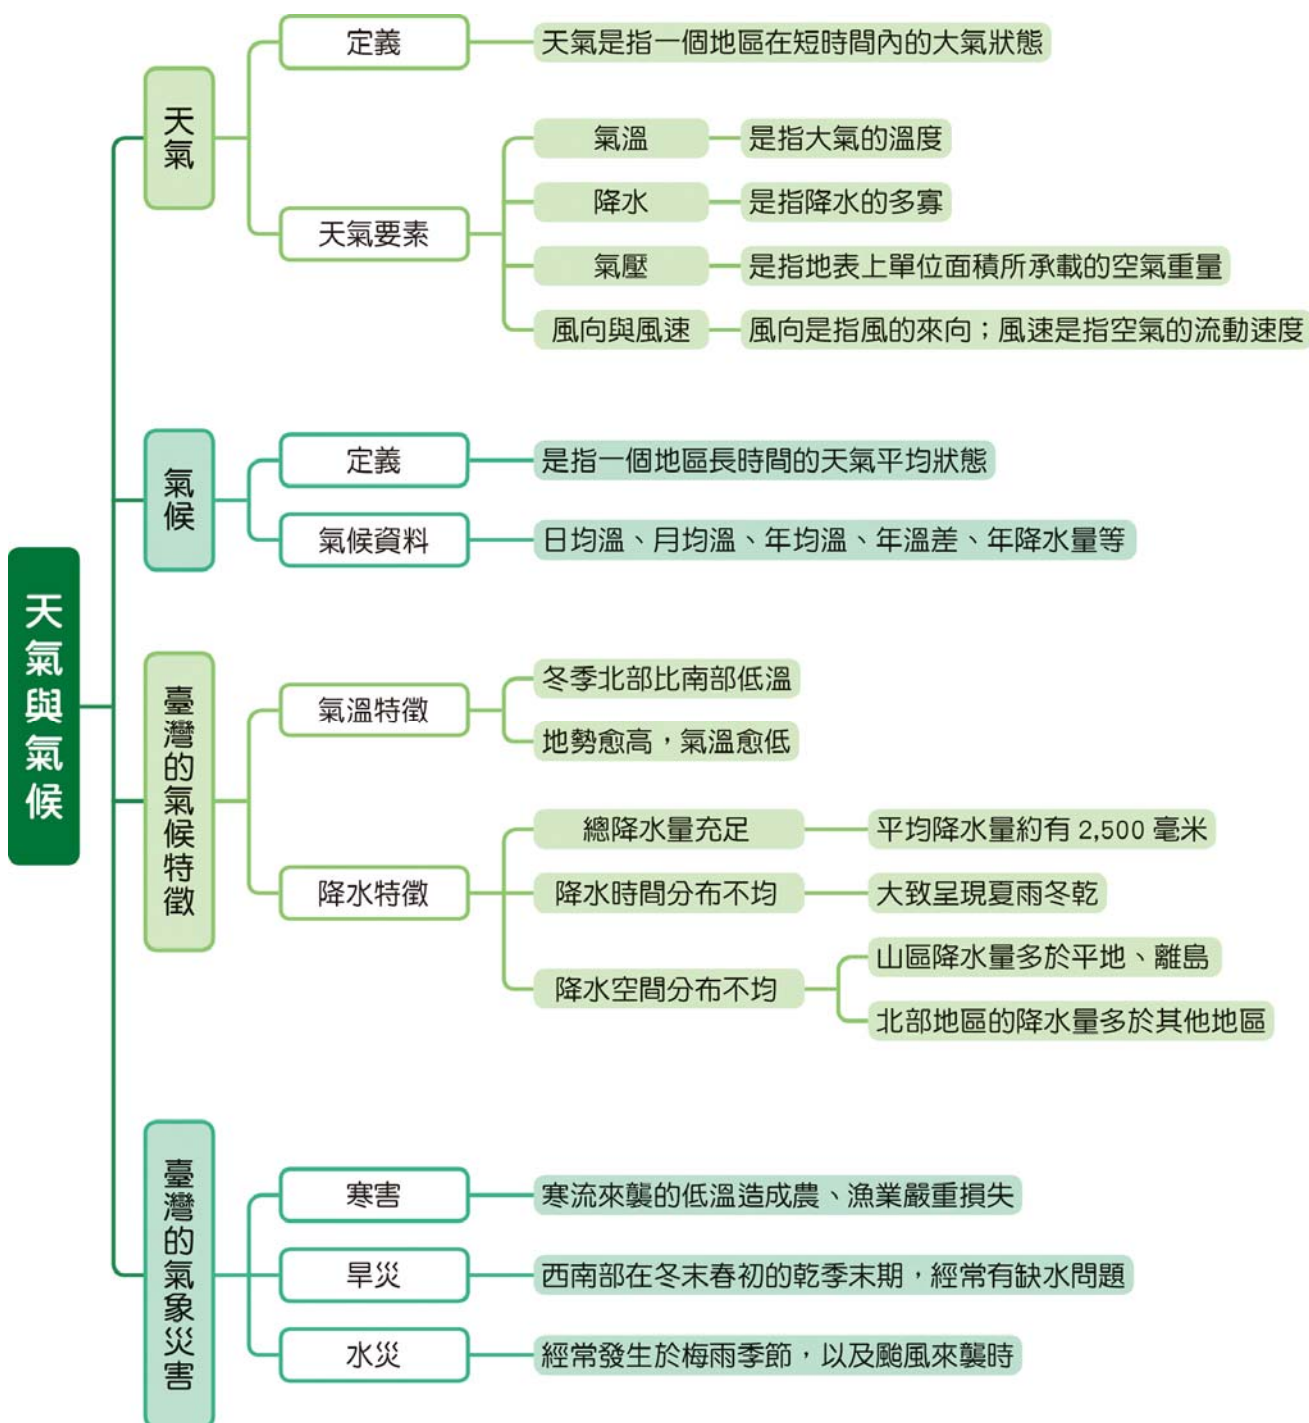 天氣與氣候
天氣
定義
天氣是指一個地區在短時間內的大氣狀態
天氣要素
氣溫
是指大氣的溫度
降水
是指降水的多寡
氣壓
是指地表上單位面積所承載的空氣重量
風向與風速
風向是指風的來向；風速是指空氣的流動速度
氣候
定義
是指一個地區長時間的天氣平均狀態
氣候資料
日均溫、月均溫、年均溫、年溫差、年降水量等
臺灣的氣候特徵
氣溫特徵
冬季北部比南部低溫
地勢愈高，氣溫愈低
降水特徵
總降水量充足
平均降水量約有 2,500 毫米
降水時間分布不均
大致呈現夏雨冬乾
降水空間分布不均
山區降水量多於平地、離島
北部地區的降水量多於其他地區
臺灣的氣象災害
寒害
寒流來襲的低溫造成農、漁業嚴重損失
旱災
西南部在冬末春初的乾季末期，經常有缺水問題
水災
經常發生於梅雨季節，以及颱風來襲時